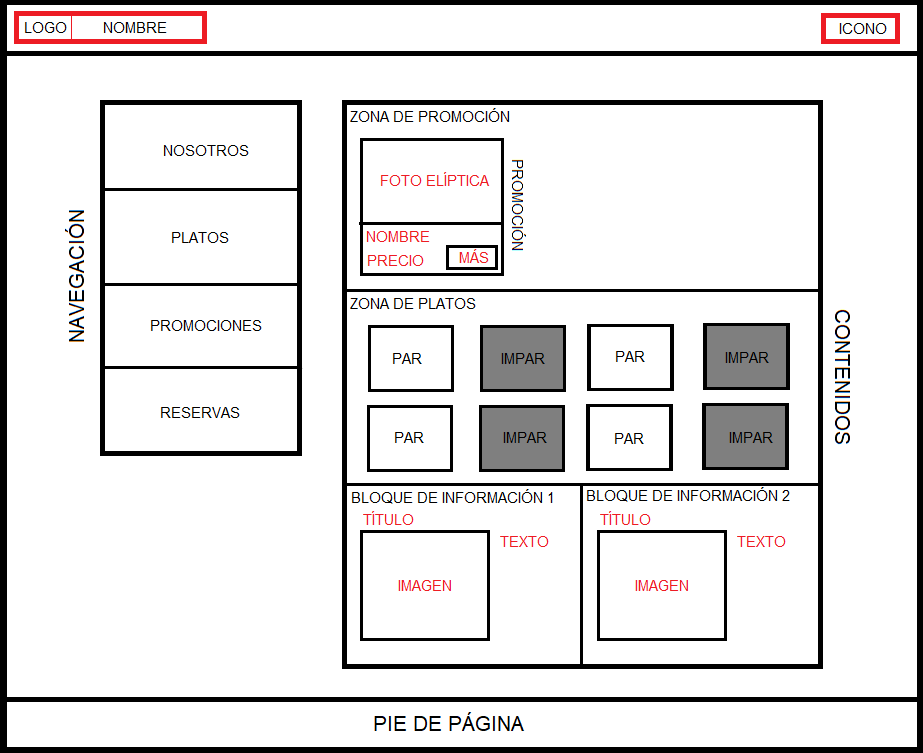 LOGO NOMBRE ICONO
NAVEGACIÓN
NOSOTROS
PLATOS
PROMOCIONES
RESERVAS
ZONA DE PROMOCIÓN
FOTO ELÍPTICA
NOMBRE
PRECIO MÁS
PROMOCIÓN
ZONA DE PLATOS
PAR IMPAR PAR IMPAR
PAR IMPAR PAR IMPAR
CONTENIDOS
BLOQUE DE INFORMACIÓN 1
TÍTULO
TEXTO
IMAGEN
BLOQUE DE INFORMACIÓN 2
TÍTULO
TEXTO
IMAGEN
PIE DE PÁGINA